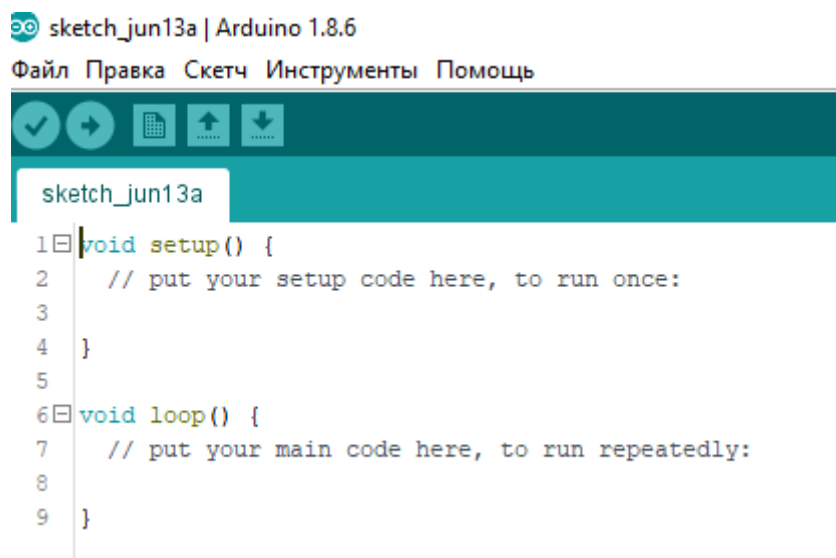 sketch_jun13a | Arduino 1.8.6
Файл Правка Скетч Инструменты Помощь
sketch_jun13a
1 void setup() {
2 // put your setup code here, to run once:
3
4 }
5
6 void loop() {
7 // put your main code here, to run repeatedly:
8
9 }